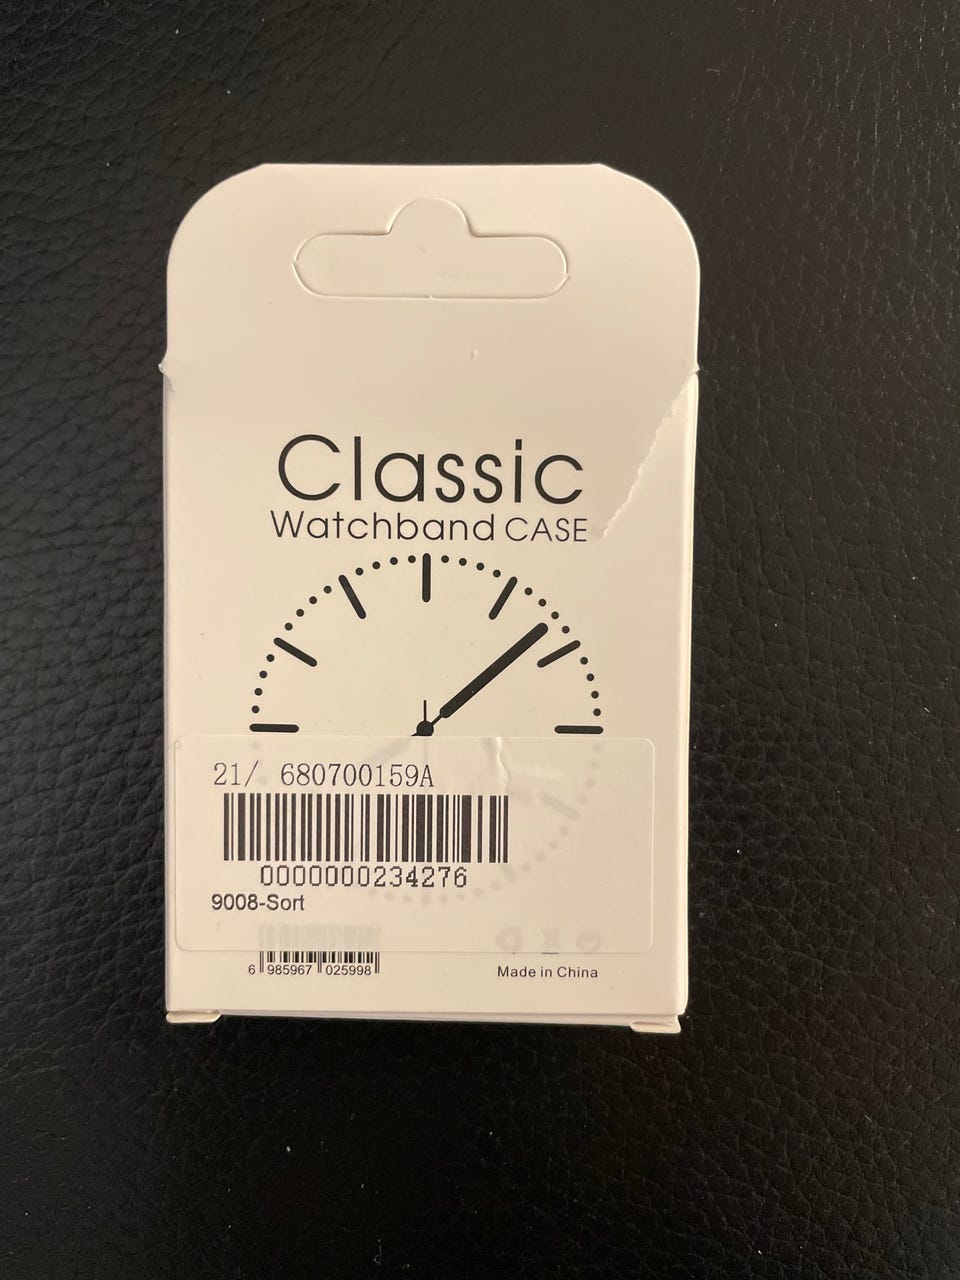 Classic
Watchband CASE
21/ 680700159A
0000000234276
9008-Sort
6 985967 025998
Made in China